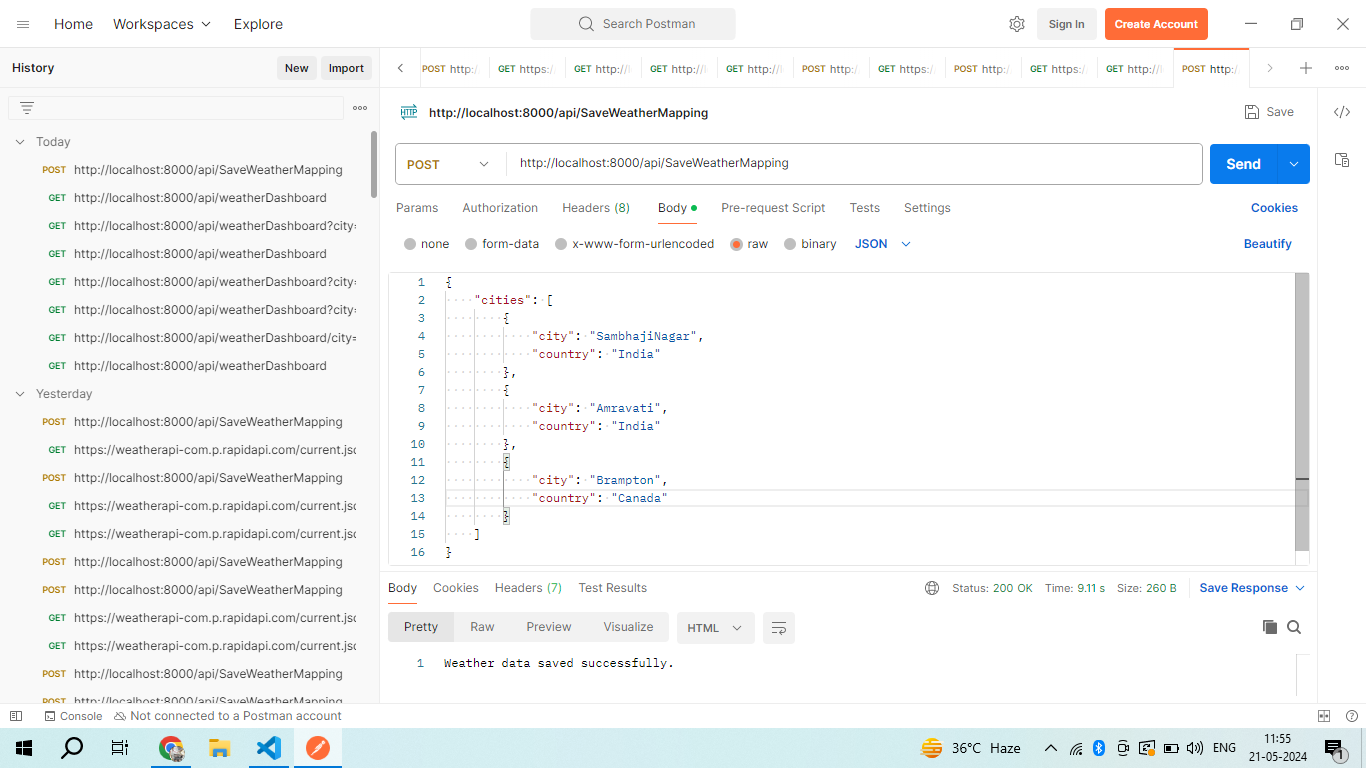 Home Workspaces Explore Search Postman Sign In Create Account
History New Import
POST http:/ GET https:/ GET http://l GET http://l GET http://l POST http:/ GET https:/ POST http:/ GET https:/ GET http://l POST http:/
HTTP http://localhost:8000/api/SaveWeatherMapping Save
Today
POST http://localhost:8000/api/SaveWeatherMapping
GET http://localhost:8000/api/weatherDashboard
GET http://localhost:8000/api/weatherDashboard?city=
GET http://localhost:8000/api/weatherDashboard
GET http://localhost:8000/api/weatherDashboard?city=
GET http://localhost:8000/api/weatherDashboard?city=
GET http://localhost:8000/api/weatherDashboard/city=
GET http://localhost:8000/api/weatherDashboard
Yesterday
POST http://localhost:8000/api/SaveWeatherMapping
GET https://weatherapi-com.p.rapidapi.com/current.jsc
POST http://localhost:8000/api/SaveWeatherMapping
GET https://weatherapi-com.p.rapidapi.com/current.jsc
GET https://weatherapi-com.p.rapidapi.com/current.jsc
POST http://localhost:8000/api/SaveWeatherMapping
POST http://localhost:8000/api/SaveWeatherMapping
GET https://weatherapi-com.p.rapidapi.com/current.jsc
GET https://weatherapi-com.p.rapidapi.com/current.jsc
POST http://localhost:8000/api/SaveWeatherMapping
POST http://localhost:8000/api/SaveWeatherMapping
POST http://localhost:8000/api/SaveWeatherMapping Send
Params Authorization Headers (8) Body Pre-request Script Tests Settings Cookies
none form-data x-www-form-urlencoded raw binary JSON Beautify
1 {
2 "cities": [
3 {
4 "city": "SambhajiNagar",
5 "country": "India"
6 },
7 {
8 "city": "Amravati",
9 "country": "India"
10 },
11 {
12 "city": "Brampton",
13 "country": "Canada"
14 }
15 ]
16 }
Body Cookies Headers (7) Test Results Status: 200 OK Time: 9.11 s Size: 260 B Save Response
Pretty Raw Preview Visualize HTML
1 Weather data saved successfully.
Console Not connected to a Postman account
36°C Haze ENG 11:55
21-05-2024 1